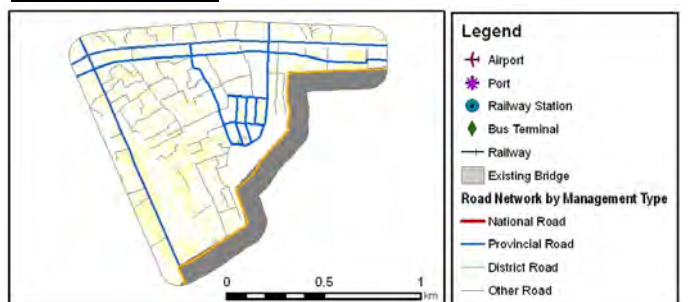 0 0.5 1
km
Legend
Airport
Port
Railway Station
Bus Terminal
Railway
Existing Bridge
Road Network by Management Type
National Road
Provincial Road
District Road
Other Road